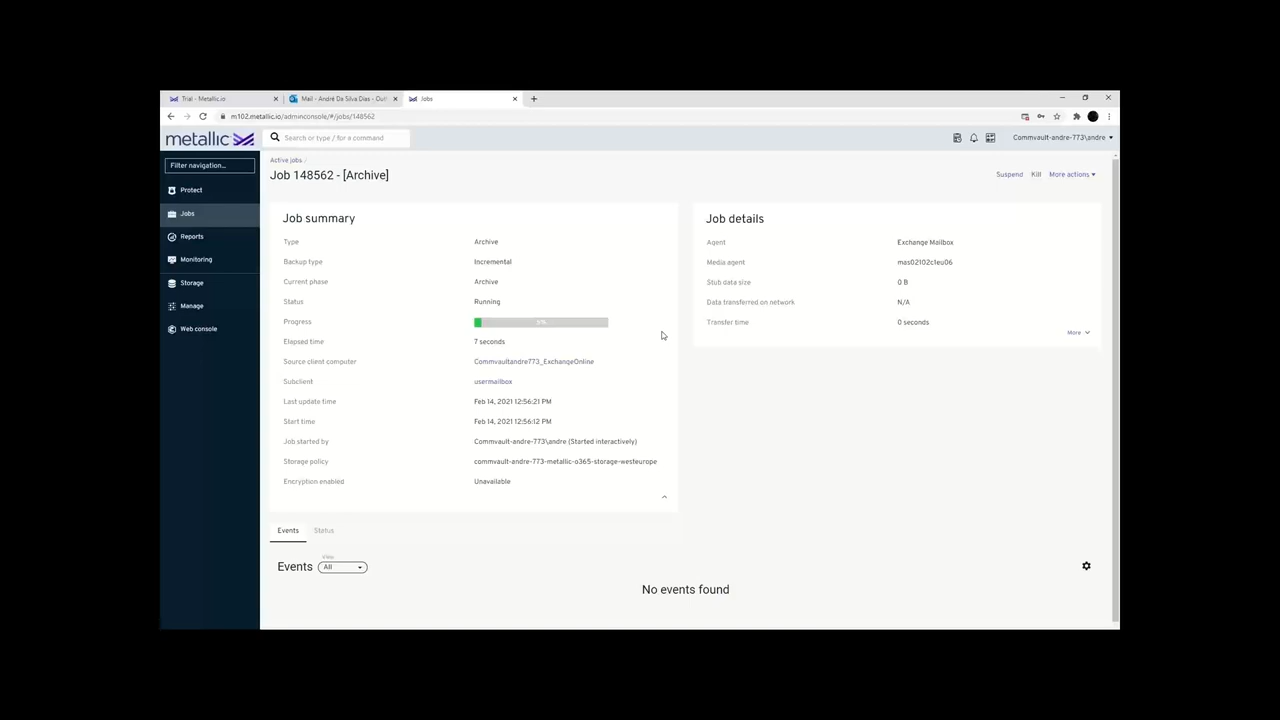 Trial - Metallic.io
Mail - André Da Silva Dias - Out
Jobs
m102.metallic.io/adminconsole/#/jobs/148562
metallic
Search or type / for a command
Commvault-andre-773\andre
Filter navigation...
Protect
Jobs
Reports
Monitoring
Storage
Manage
Web console
Active jobs /
Job 148562 - [Archive]
Suspend Kill More actions
Job summary
Type Archive
Backup type Incremental
Current phase Archive
Status Running
Progress 5%
Elapsed time 7 seconds
Source client computer Commvaultandre773_ExchangeOnline
Subclient usermailbox
Last update time Feb 14, 2021 12:56:21 PM
Start time Feb 14, 2021 12:56:12 PM
Job started by Commvault-andre-773\andre (Started interactively)
Storage policy commvault-andre-773-metallic-o365-storage-westeurope
Encryption enabled Unavailable
Job details
Agent Exchange Mailbox
Media agent mas02102c1eu06
Stub data size 0 B
Data transferred on network N/A
Transfer time 0 seconds
More
Events Status
View
Events All
No events found